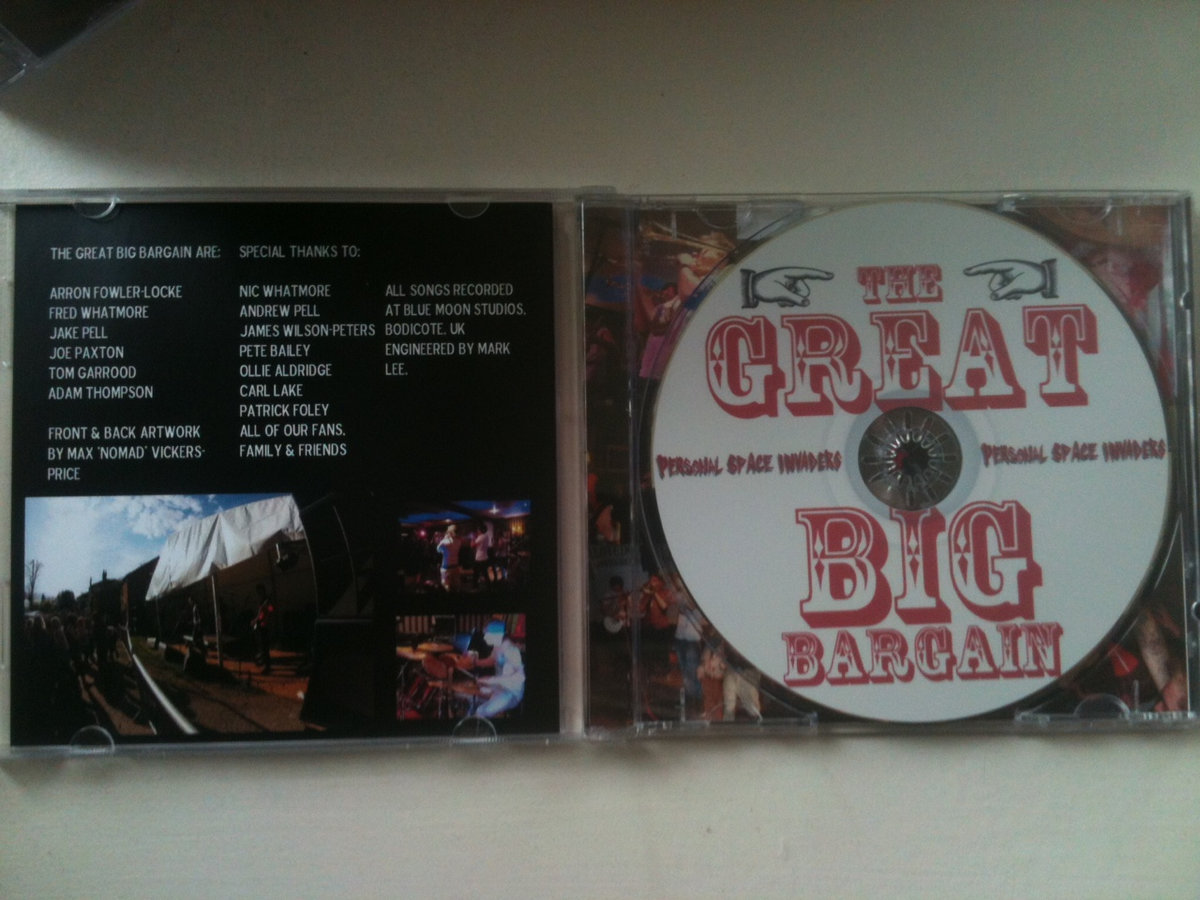 THE GREAT BIG BARGAIN ARE:
ARRON FOWLER-LOCKE
FRED WHATMORE
JAKE PELL
JOE PAXTON
TOM GARROOD
ADAM THOMPSON
FRONT & BACK ARTWORK
BY MAX 'NOMAD' VICKERS-
PRICE
SPECIAL THANKS TO:
NIC WHATMORE
ANDREW PELL
JAMES WILSON-PETERS
PETE BAILEY
OLLIE ALDRIDGE
CARL LAKE
PATRICK FOLEY
ALL OF OUR FANS,
FAMILY & FRIENDS
ALL SONGS RECORDED
AT BLUE MOON STUDIOS,
BODICOTE, UK
ENGINEERED BY MARK
LEE.
THE
GREAT
PERSONAL SPACE INVADERS
PERSONAL SPACE INVADERS
BIG
BARGAIN